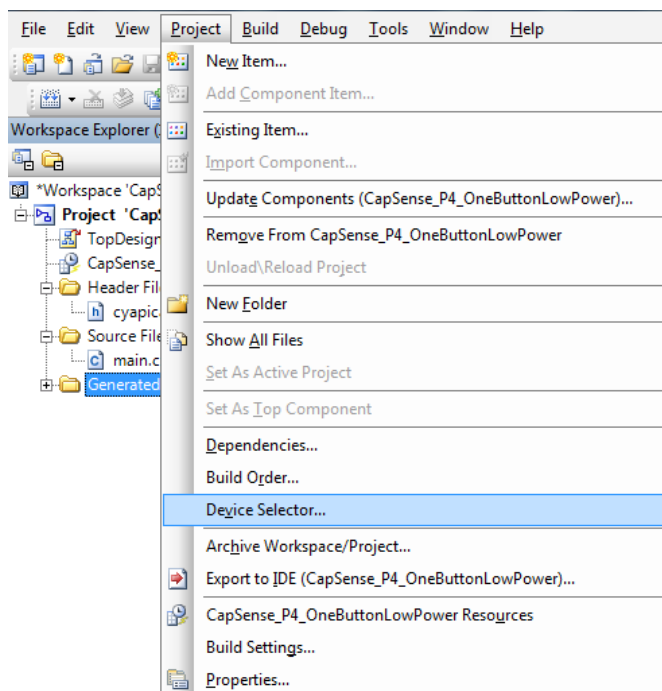 File Edit View Project Build Debug Tools Window Help
Workspace Explorer (
*Workspace 'CapS
Project 'CapS
TopDesign
CapSense_
Header Fil
cyapic
Source File
main.c
Generated
New Item...
Add Component Item...
Existing Item...
Import Component...
Update Components (CapSense_P4_OneButtonLowPower)...
Remove From CapSense_P4_OneButtonLowPower
Unload\Reload Project
New Folder
Show All Files
Set As Active Project
Set As Top Component
Dependencies...
Build Order...
Device Selector...
Archive Workspace/Project...
Export to IDE (CapSense_P4_OneButtonLowPower)...
CapSense_P4_OneButtonLowPower Resources
Build Settings...
Properties...